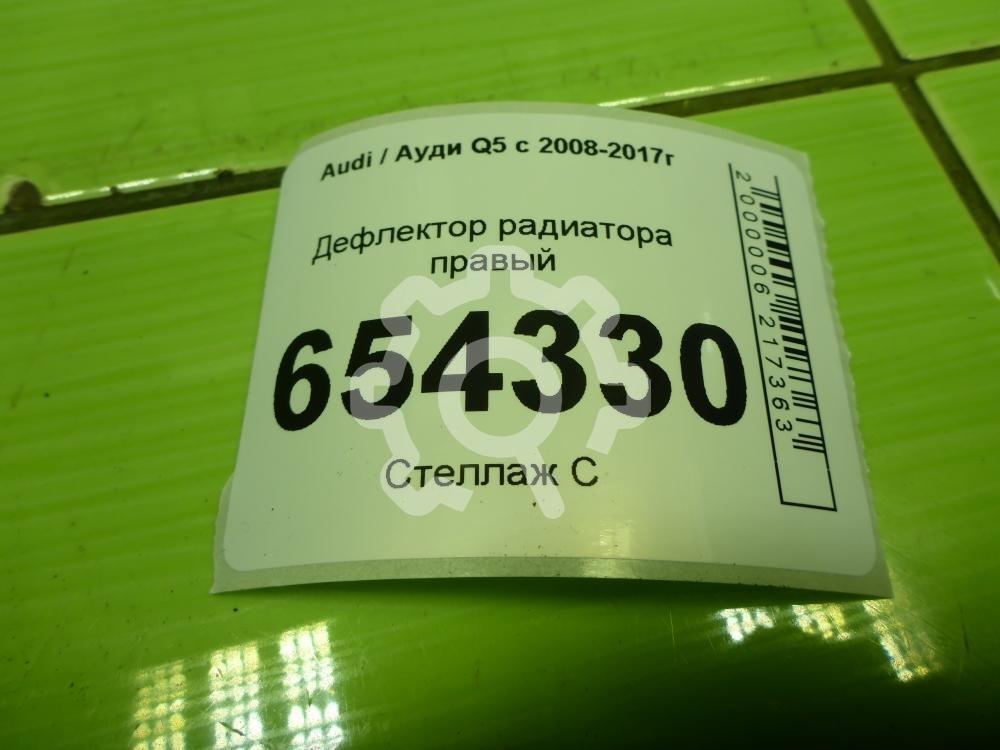 Audi / Ауди Q5 с 2008-2017г
Дефлектор радиатора
правый
654330
Стеллаж С
2000006217363